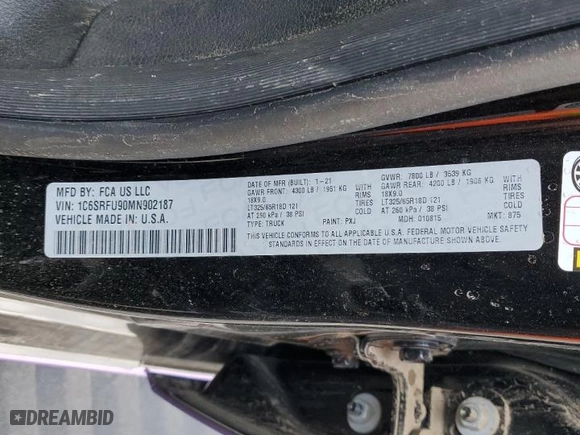 MFD BY: FCA US LLC
VIN: 1C6SRFU90MN902187
VEHICLE MADE IN U.S.A.
DATE OF MFR (BUILT): 1-21
GAWR FRONT: 4300 LB / 1951 KG
18X9.0
LT325/65R18D 121
AT 260 kPa / 38 PSI
TYPE: TRUCK
WITH
TIRES
RIMS
COLD
PAINT: PXJ
GVWR: 7800 LB / 3539 KG
GAWR REAR: 4200 LB / 1906 KG
18X9.0
LT325/65R18D 121
AT 260 kPa / 38 PSI
MDH: 010815
WITH
TIRES
RIMS
COLD
MKT: 875
THIS VEHICLE CONFORMS TO ALL APPLICABLE U.S.A. FEDERAL MOTOR VEHICLE SAFETY
STANDARDS IN EFFECT ON THE DATE OF MANUFACTURE SHOWN ABOVE.
DREAMBID